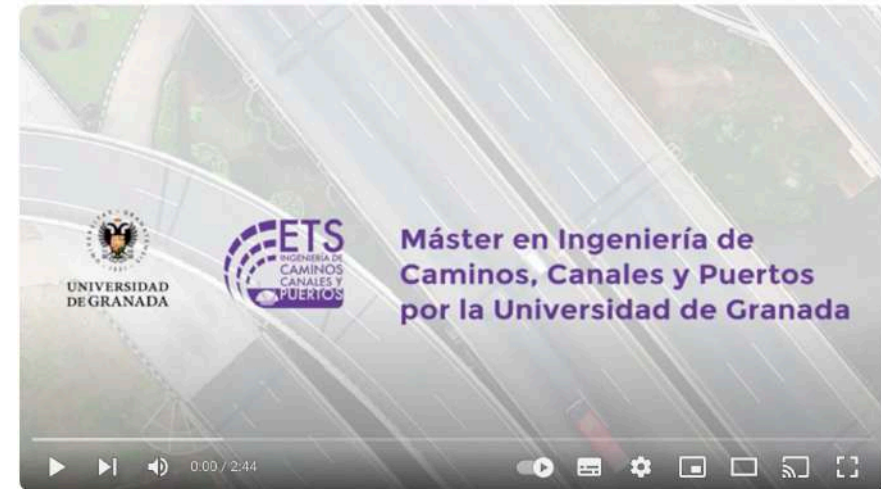 UNIVERSIDAD
DE GRANADA
ETS
INGENIERÍA DE
CAMINOS
CANALES Y
PUERTOS
Máster en Ingeniería de
Caminos, Canales y Puertos
por la Universidad de Granada
0:00 / 2:44